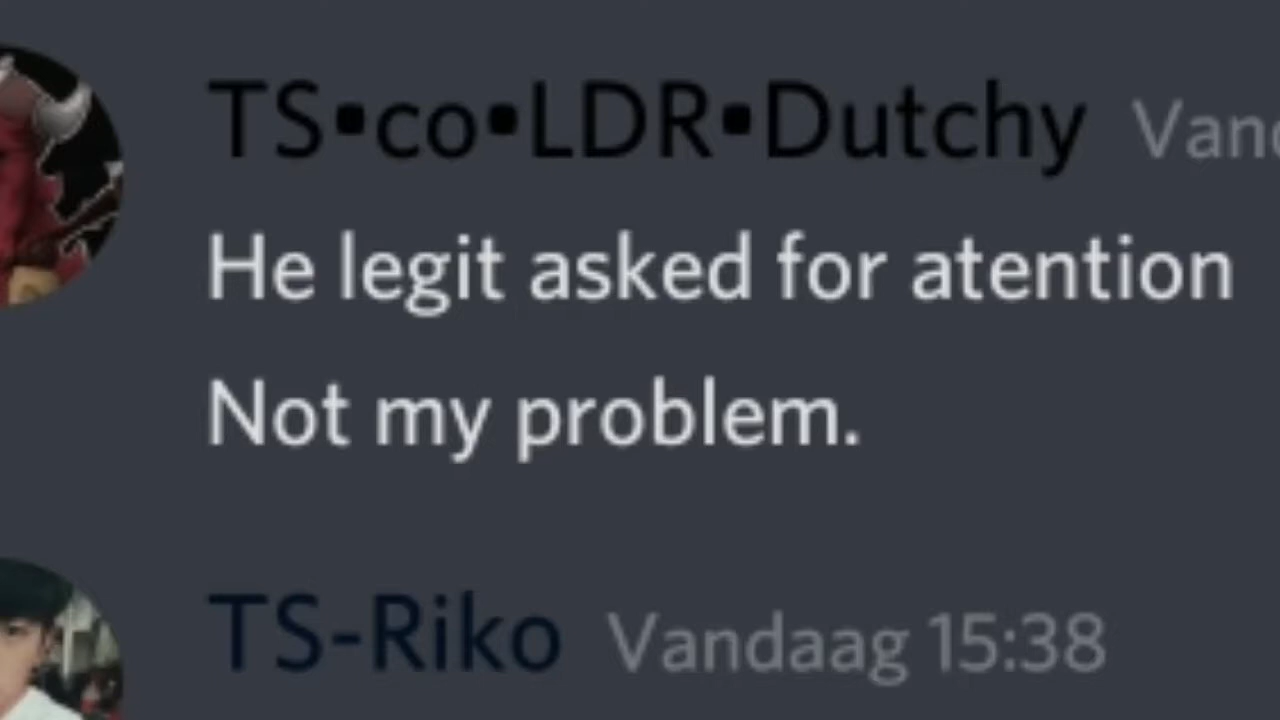 TS•co•LDR•Dutchy
He legit asked for atention
Not my problem.
TS-Riko Vandaag 15:38